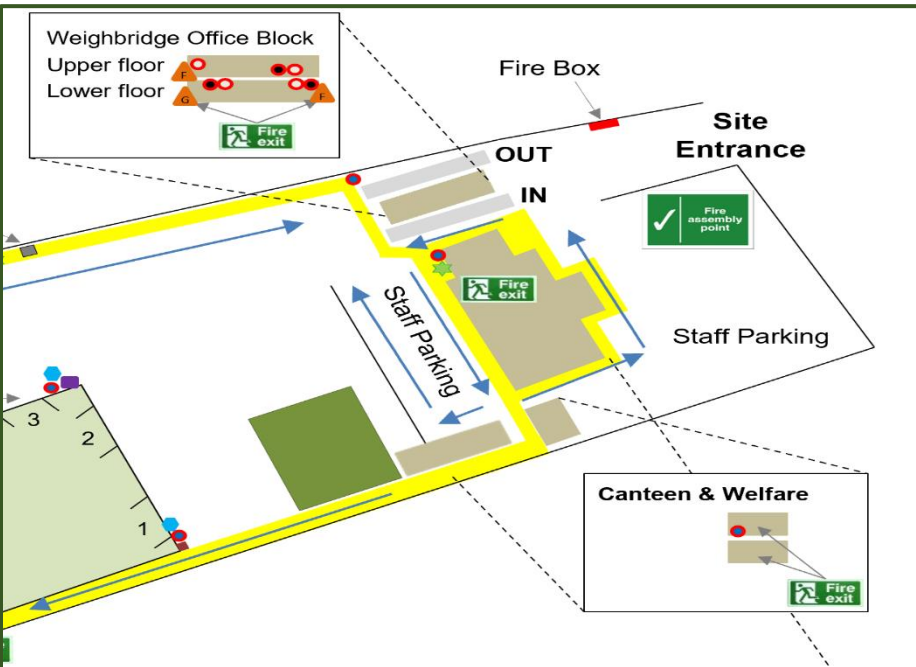 Weighbridge Office Block
Upper floor
F
Lower floor
G
F
Fire
exit
Fire Box
Site
Entrance
OUT
IN
Fire
assembly
point
Fire
exit
Staff Parking
Staff Parking
3
2
1
Canteen & Welfare
Fire
exit